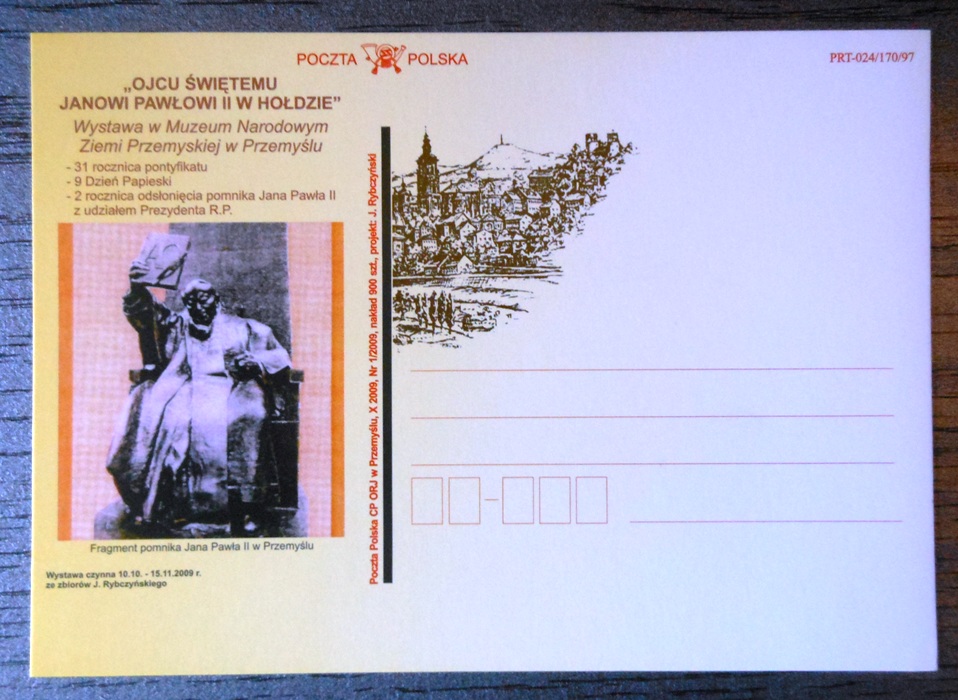 POCZTA POLSKA
PRT-024/170/97
„OJCU ŚWIĘTEMU
JANOWI PAWŁOWI II W HOŁDZIE”
Wystawa w Muzeum Narodowym
Ziemi Przemyskiej w Przemyślu
- 31 rocznica pontyfikatu
- 9 Dzień Papieski
- 2 rocznica odsłonięcia pomnika Jana Pawła II
z udziałem Prezydenta R.P.
Fragment pomnika Jana Pawła II w Przemyślu
Wystawa czynna 10.10. - 15.11.2009 r.
ze zbiorów J. Rybczyńskiego
Poczta Polska CP ORJ w Przemyślu, X 2009, Nr 1/2009, nakład 900 szt., projekt: J. Rybczyński